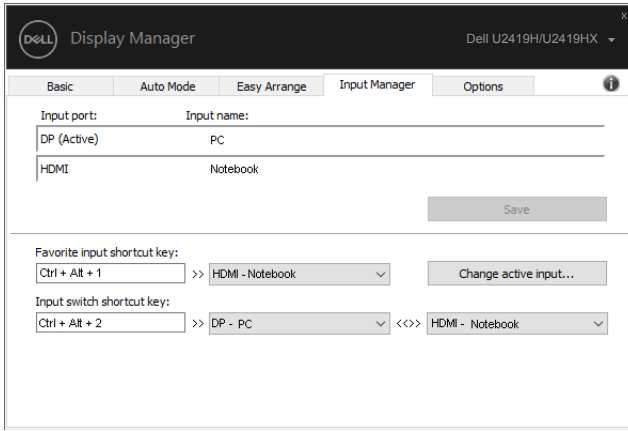 x
DELL Display Manager Dell U2419H/U2419HX
Basic Auto Mode Easy Arrange Input Manager Options i
Input port: Input name:
DP (Active) PC
HDMI Notebook
Save
Favorite input shortcut key:
Ctrl + Alt + 1 >> HDMI - Notebook Change active input...
Input switch shortcut key:
Ctrl + Alt + 2 >> DP - PC <<>> HDMI - Notebook